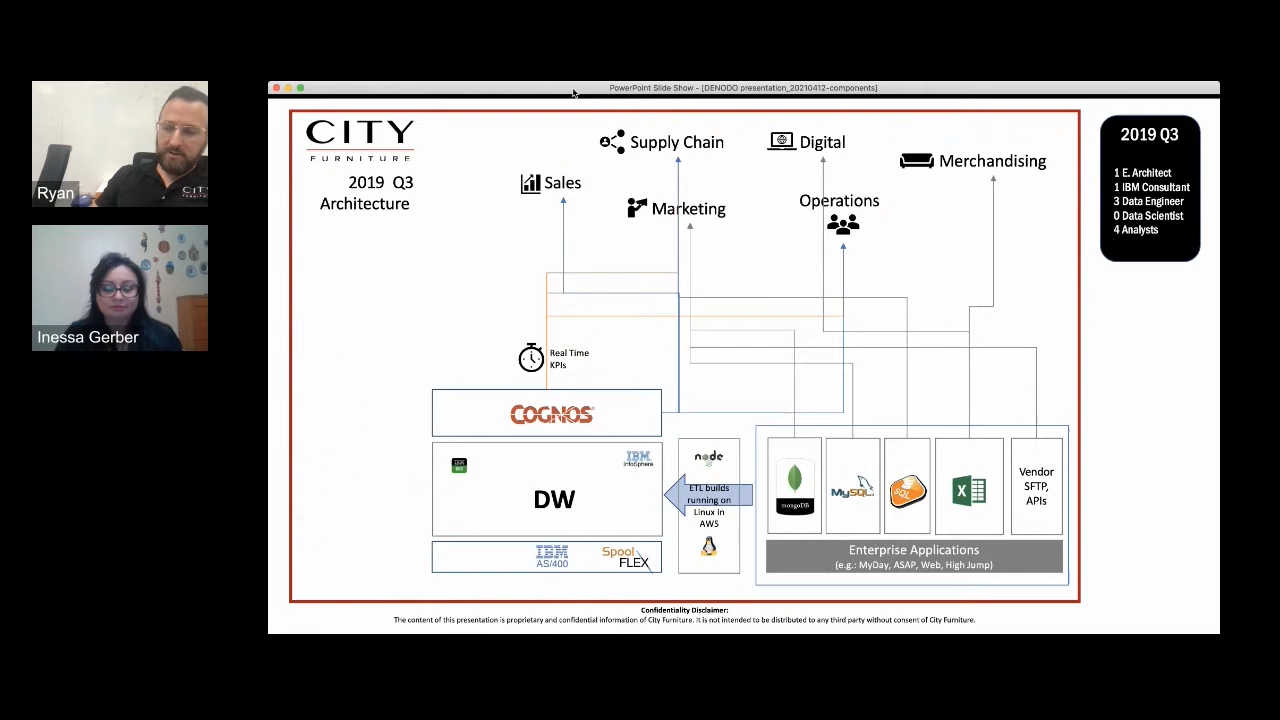 PowerPoint Slide Show - [DENODO presentation_20210412-components]
Ryan
CITY
Inessa Gerber
CITY
FURNITURE
2019 Q3
Architecture
Supply Chain
Digital
Merchandising
Sales
Marketing
Operations
2019 Q3
1 E. Architect
1 IBM Consultant
3 Data Engineer
0 Data Scientist
4 Analysts
Real Time
KPIs
COGNOS
IBM
InfoSphere
DW
IBM
AS/400
Spool
FLEX
node
ETL builds
running on
Linux in
AWS
mongoDB
MySQL
SQL
X
Vendor
SFTP,
APIs
Enterprise Applications
(e.g.: MyDay, ASAP, Web, High Jump)
Confidentiality Disclaimer:
The content of this presentation is proprietary and confidential information of City Furniture. It is not intended to be distributed to any third party without consent of City Furniture.